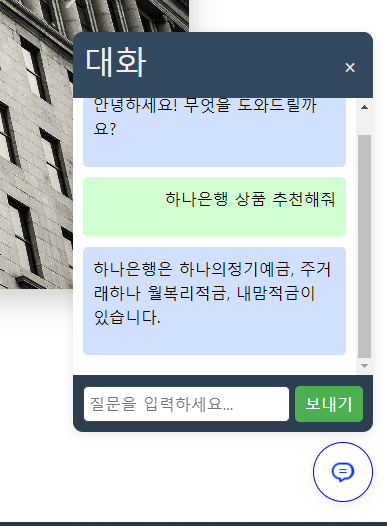 대화
×
안녕하세요! 무엇을 도와드릴까
요?
하나은행 상품 추천해줘
하나은행은 하나의정기예금, 주거
래하나 월복리적금, 내맘적금이
있습니다.
질문을 입력하세요...
보내기